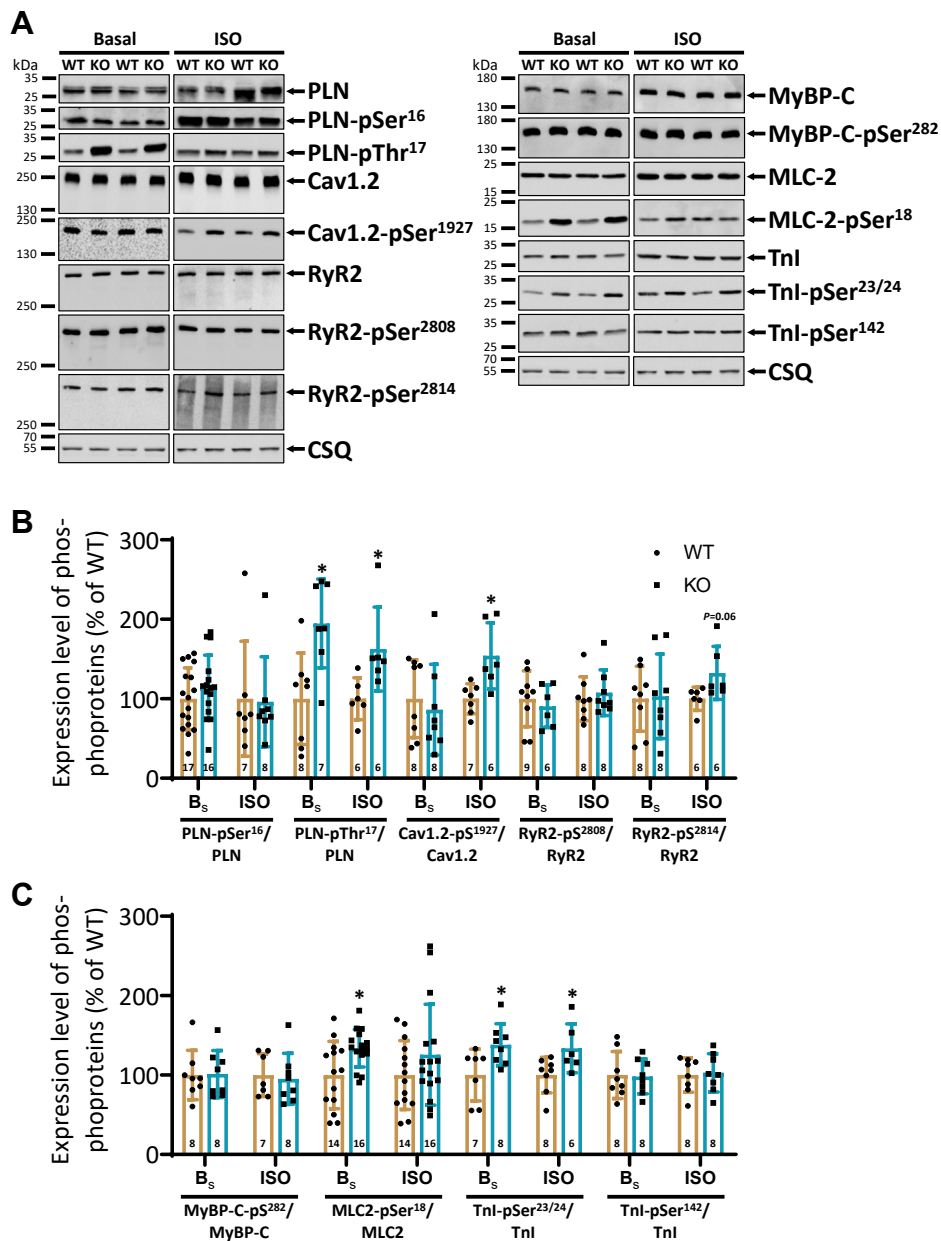 A
Basal ISO
WT KO WT KO WT KO WT KO
kDa
35
25
PLN
35
25
PLN-pSer16
35
25
PLN-pThr17
250
130
Cav1.2
250
130
Cav1.2-pSer1927
250
RyR2
250
RyR2-pSer2808
250
RyR2-pSer2814
70
55
CSQ
Basal ISO
WT KO WT KO WT KO WT KO
kDa
180
130
MyBP-C
180
130
MyBP-C-pSer282
25
15
MLC-2
25
15
MLC-2-pSer18
35
25
TnI
35
25
TnI-pSer23/24
35
25
TnI-pSer142
70
55
CSQ
B
Expression level of phos-
phoproteins (% of WT)
300
200
100
0
WT
KO
* * * P=0.06
17 16 7 8 8 7 6 6 8 8 7 6 9 6 8 8 8 8 6 6
Bs ISO Bs ISO Bs ISO Bs ISO Bs ISO
PLN-pSer16/ PLN-pThr17/ Cav1.2-pS1927/ RyR2-pS2808/ RyR2-pS2814/
PLN PLN Cav1.2 RyR2 RyR2
C
Expression level of phos-
phoproteins (% of WT)
300
200
100
0
* * *
8 8 7 8 14 16 14 16 7 8 8 6 8 8 8 8
Bs ISO Bs ISO Bs ISO Bs ISO
MyBP-C-pS282/ MLC2-pSer18/ TnI-pSer23/24/ TnI-pSer142/
MyBP-C MLC2 TnI TnI